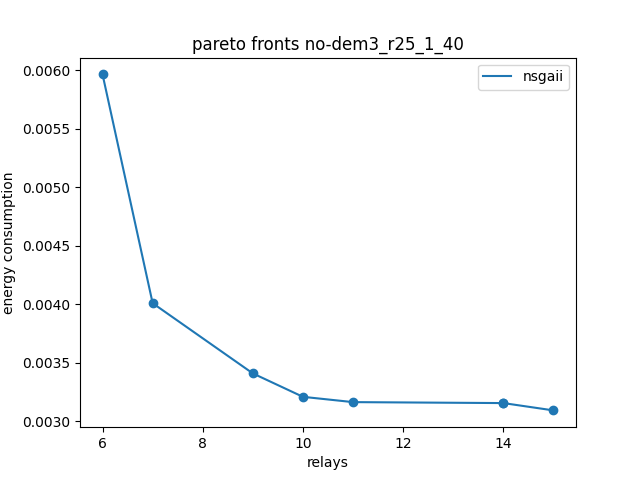 pareto fronts no-dem3_r25_1_40
nsgaii
0.0060
0.0055
0.0050
0.0045
0.0040
0.0035
0.0030
energy consumption
6 8 10 12 14
relays